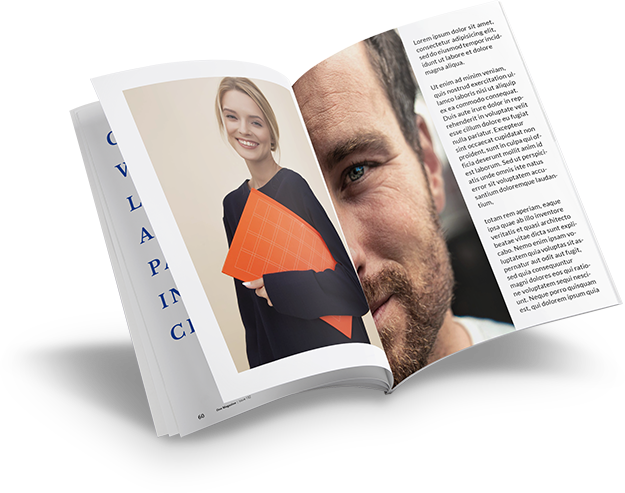 C
V
L
A
PA
IN
CI
60
Lorem ipsum dolor sit amet,
consectetur adipisicing elit,
sed do eiusmod tempor incid-
idunt ut labore et dolore
magna aliqua.
Ut enim ad minim veniam,
quis nostrud exercitation ul-
lamco laboris nisi ut aliquip
ex ea commodo consequat.
Duis aute irure dolor in rep-
rehenderit in voluptate velit
esse cillum dolore eu fugiat
nulla pariatur. Excepteur
sint occaecat cupidatat non
proident, sunt in culpa qui of-
ficia deserunt mollit anim id
est laborum. Sed ut perspici-
atis unde omnis iste natus
error sit voluptatem accu-
santium doloremque laudan-
tium,
totam rem aperiam, eaque
ipsa quae ab illo inventore
veritatis et quasi architecto
beatae vitae dicta sunt expli-
cabo. Nemo enim ipsam vo-
luptatem quia voluptas sit as-
pernatur aut odit aut fugit,
sed quia consequuntur
magni dolores eos qui ratio-
ne voluptatem sequi nesci-
unt. Neque porro quisquam
est, qui dolorem ipsum quia